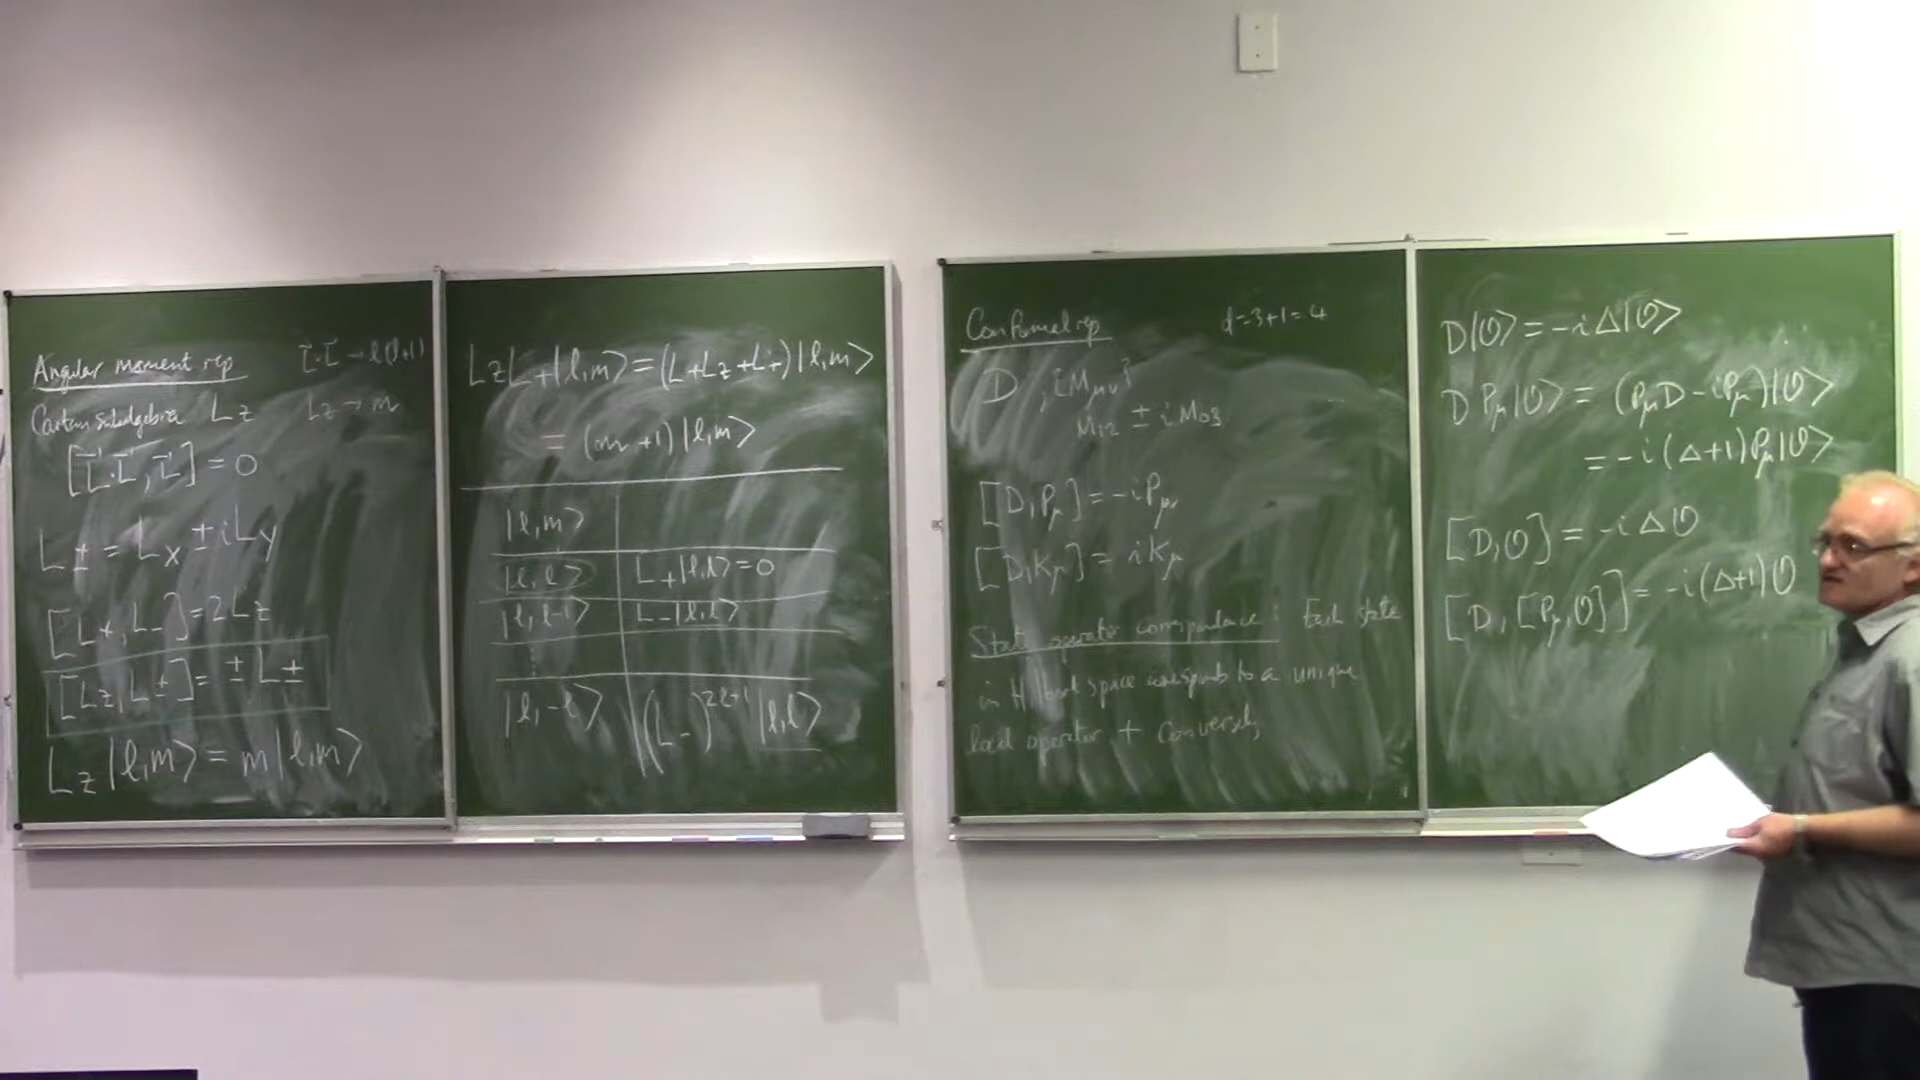 Angular moment rep
L⃗·L⃗ → l(l+1)
Cartan subalgebra Lz
Lz → m
[L⃗·L⃗, L⃗] = 0
L± = Lx ± iLy
[L+, L-] = 2Lz
[Lz, L±] = ± L±
Lz |l,m> = m |l,m>
LzL+|l,m> = (L+Lz+L+)|l,m>
= (m+1)|l,m>
|l,m>
|l,l> L+|l,l> = 0
|l,l-1> L-|l,l>
⋮
|l,-l> (L-)^{2l+1} |l,l>
Conformal rep d=3+1=4
D, {Mμν}
M12 ± i M03
[D,Pμ] = -iPμ
[D,Kμ] = iKμ
State operator correspondance : Each state
in Hilbert space corresponds to a unique
local operator + conversely
D|O> = -iΔ|O>
D Pμ|O> = (PμD - iPμ)|O>
= -i(Δ+1)Pμ|O>
[D,O] = -iΔO
[D,[Pμ,O]] = -i(Δ+1)O